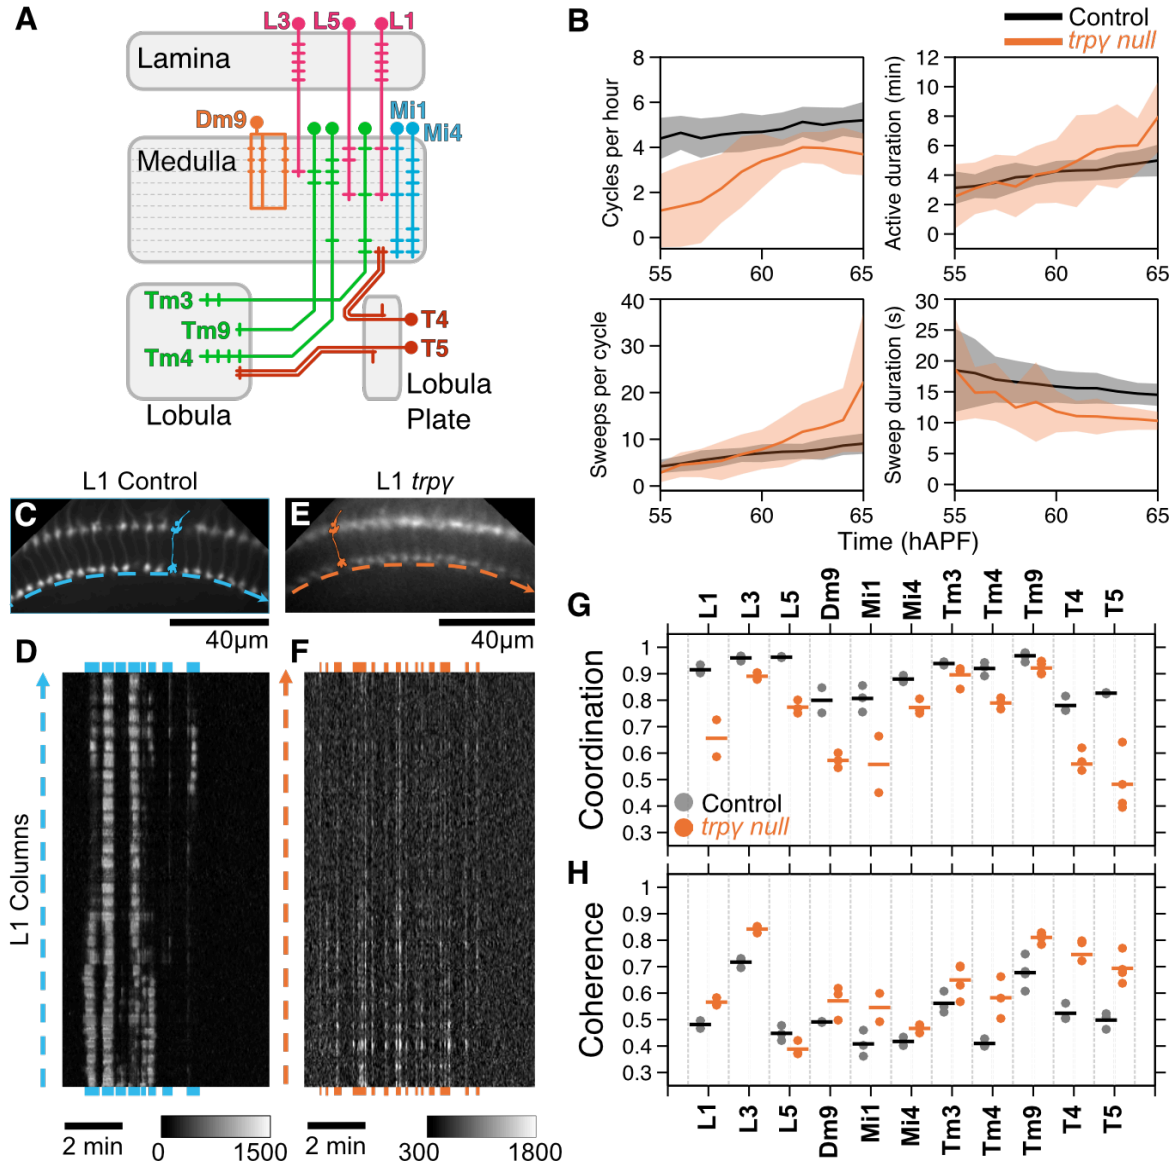 A
L3 L5 L1
Lamina
Mi1
Dm9
Mi4
Medulla
Tm3
Tm9
Tm4
T4
T5
Lobula
Lobula
Plate
B
Control
trpγ null
Cycles per hour
8
6
4
2
0
55 60 65
Active duration (min)
12
10
8
6
4
2
0
55 60 65
Sweeps per cycle
40
30
20
10
0
55 60 65
Sweep duration (s)
30
25
20
15
10
5
0
55 60 65
Time (hAPF)
L1 Control
C
40µm
L1 trpγ
E
40µm
D
L1 Columns
2 min
0 1500
F
2 min
300 1800
G
L1 L3 L5 Dm9 Mi1 Mi4 Tm3 Tm4 Tm9 T4 T5
Coordination
1
0.9
0.8
0.7
0.6
0.5
0.4
0.3
Control
trpγ null
H
Coherence
1
0.9
0.8
0.7
0.6
0.5
0.4
0.3
L1 L3 L5 Dm9 Mi1 Mi4 Tm3 Tm4 Tm9 T4 T5